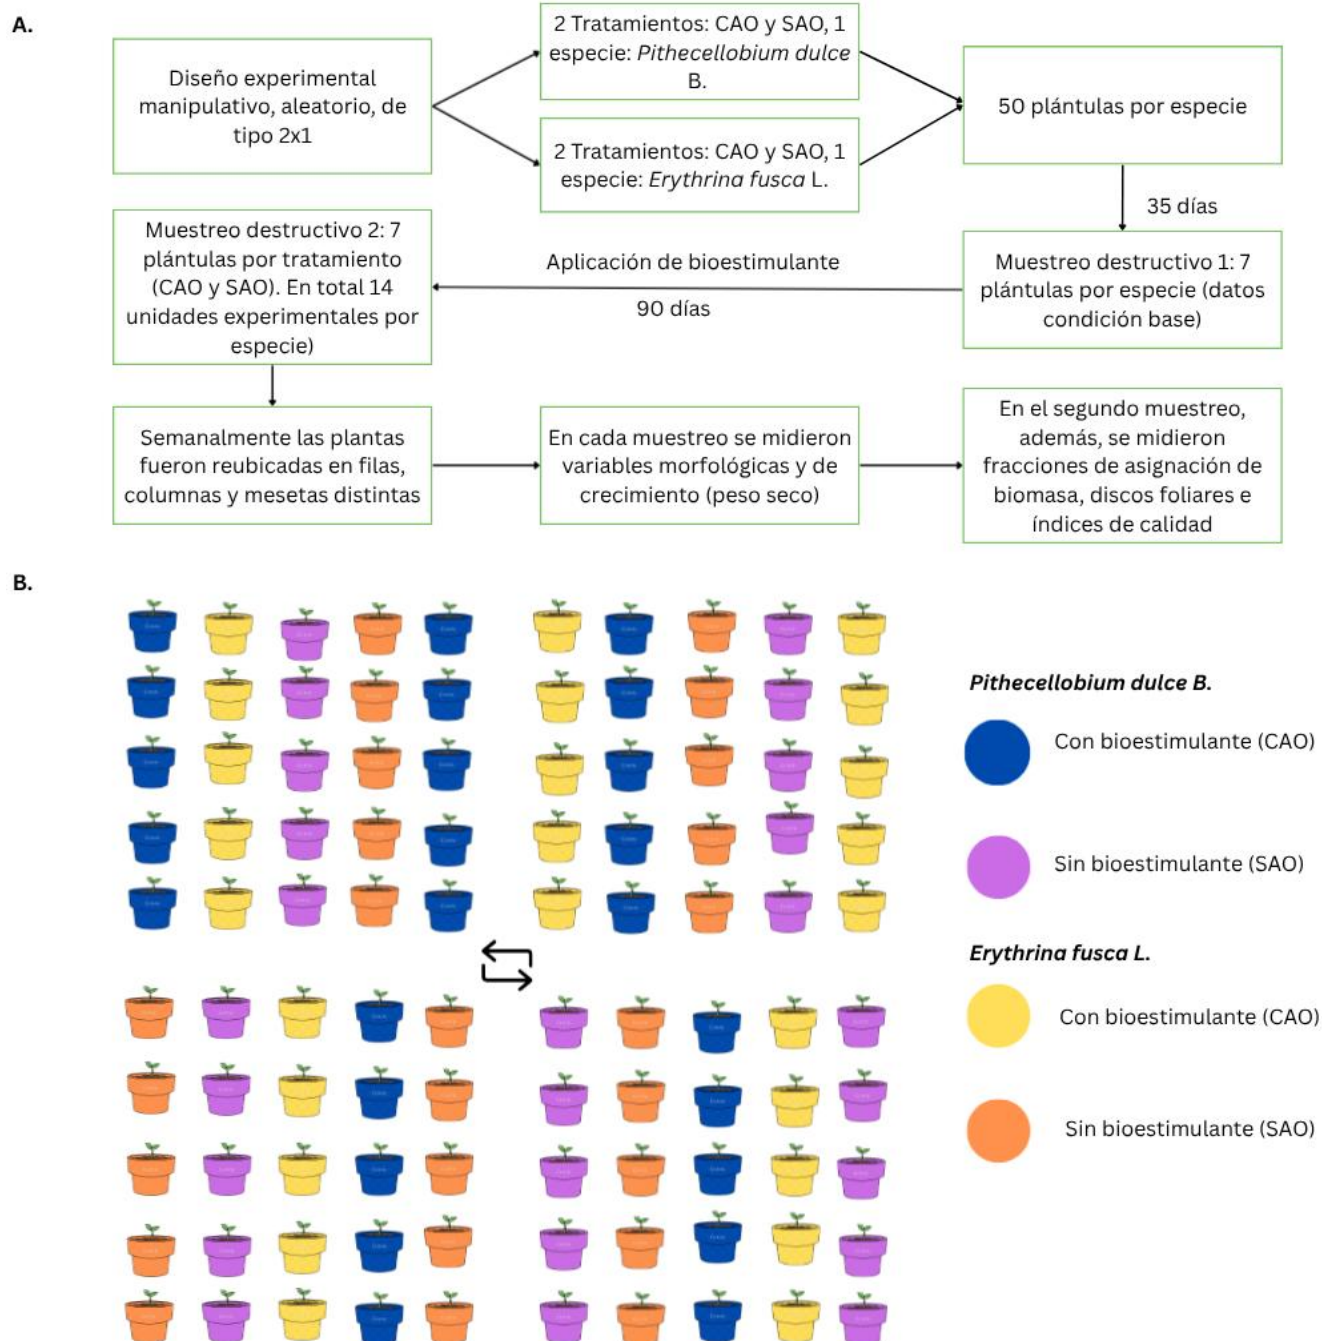 A.
Diseño experimental
manipulativo, aleatorio, de
tipo 2x1
2 Tratamientos: CAO y SAO, 1
especie: Pithecellobium dulce
B.
2 Tratamientos: CAO y SAO, 1
especie: Erythrina fusca L.
50 plántulas por especie
35 días
Muestreo destructivo 1: 7
plántulas por especie (datos
condición base)
Aplicación de bioestimulante
90 días
Muestreo destructivo 2: 7
plántulas por tratamiento
(CAO y SAO). En total 14
unidades experimentales por
especie)
Semanalmente las plantas
fueron reubicadas en filas,
columnas y mesetas distintas
En cada muestreo se midieron
variables morfológicas y de
crecimiento (peso seco)
En el segundo muestreo,
además, se midieron
fracciones de asignación de
biomasa, discos foliares e
índices de calidad
B.
Pithecellobium dulce B.
Con bioestimulante (CAO)
Sin bioestimulante (SAO)
Erythrina fusca L.
Con bioestimulante (CAO)
Sin bioestimulante (SAO)